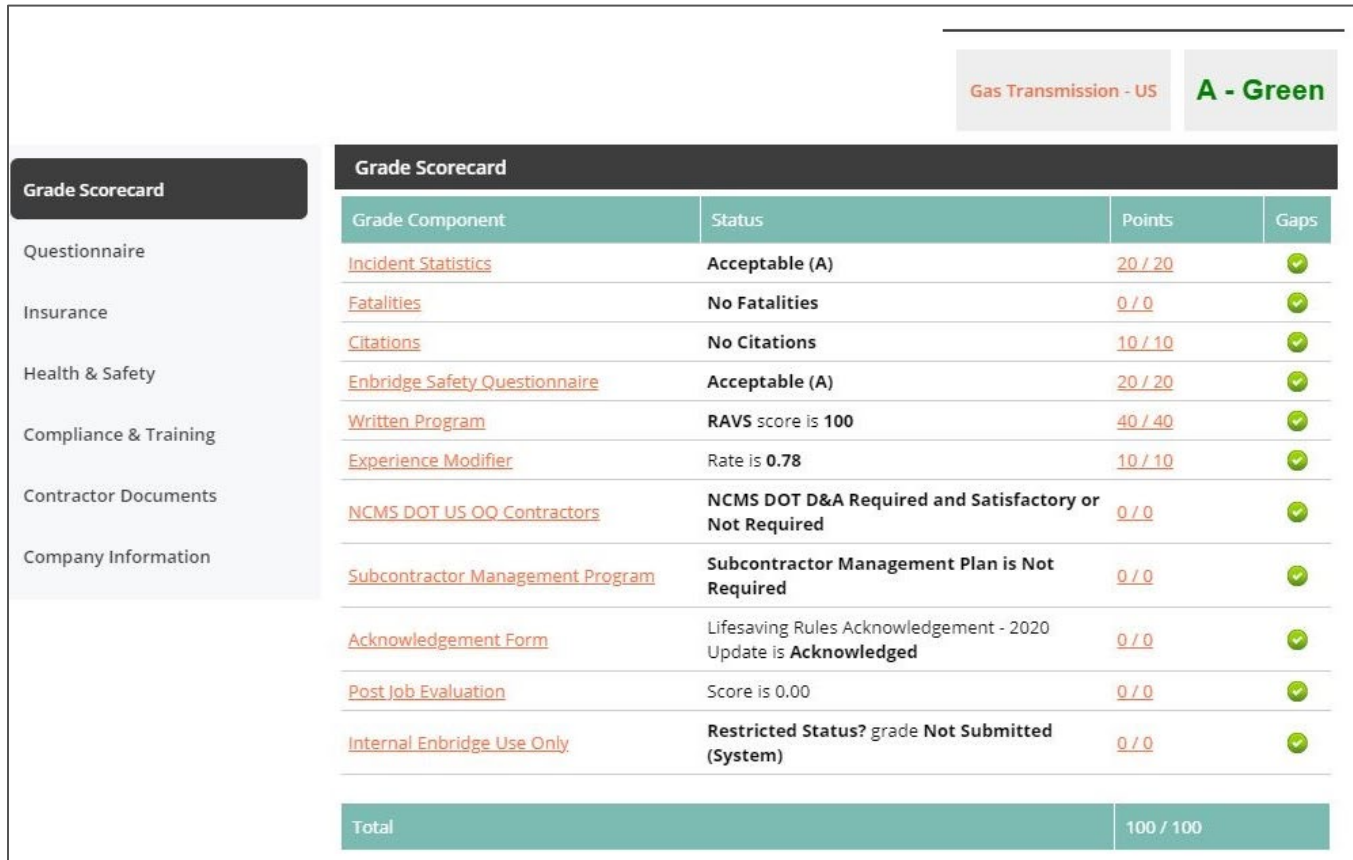 Gas Transmission - US
A - Green
Grade Scorecard
Questionnaire
Insurance
Health & Safety
Compliance & Training
Contractor Documents
Company Information
Grade Scorecard
Grade Component Status Points Gaps
Incident Statistics Acceptable (A) 20 / 20
Fatalities No Fatalities 0 / 0
Citations No Citations 10 / 10
Enbridge Safety Questionnaire Acceptable (A) 20 / 20
Written Program RAVS score is 100 40 / 40
Experience Modifier Rate is 0.78 10 / 10
NCMS DOT US OQ Contractors NCMS DOT D&A Required and Satisfactory or
Not Required 0 / 0
Subcontractor Management Program Subcontractor Management Plan is Not
Required 0 / 0
Acknowledgement Form Lifesaving Rules Acknowledgement - 2020
Update is Acknowledged 0 / 0
Post Job Evaluation Score is 0.00 0 / 0
Internal Enbridge Use Only Restricted Status? grade Not Submitted
(System) 0 / 0
Total 100 / 100